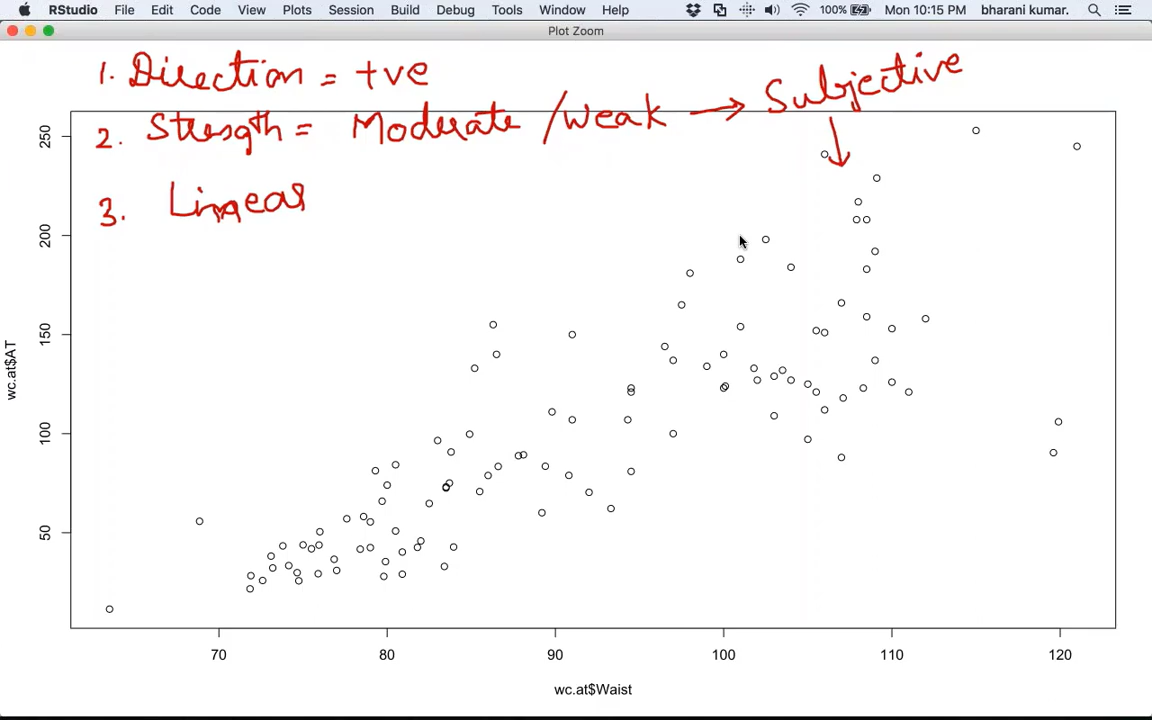 RStudio File Edit Code View Plots Session Build Debug Tools Window Help 100% Mon 10:15 PM bharani kumar.
Plot Zoom
1. Direction = +ve
2. Strength = Moderate /weak → Subjective
3. Linear
250
200
150
100
50
wc.at$AT
70 80 90 100 110 120
wc.at$Waist